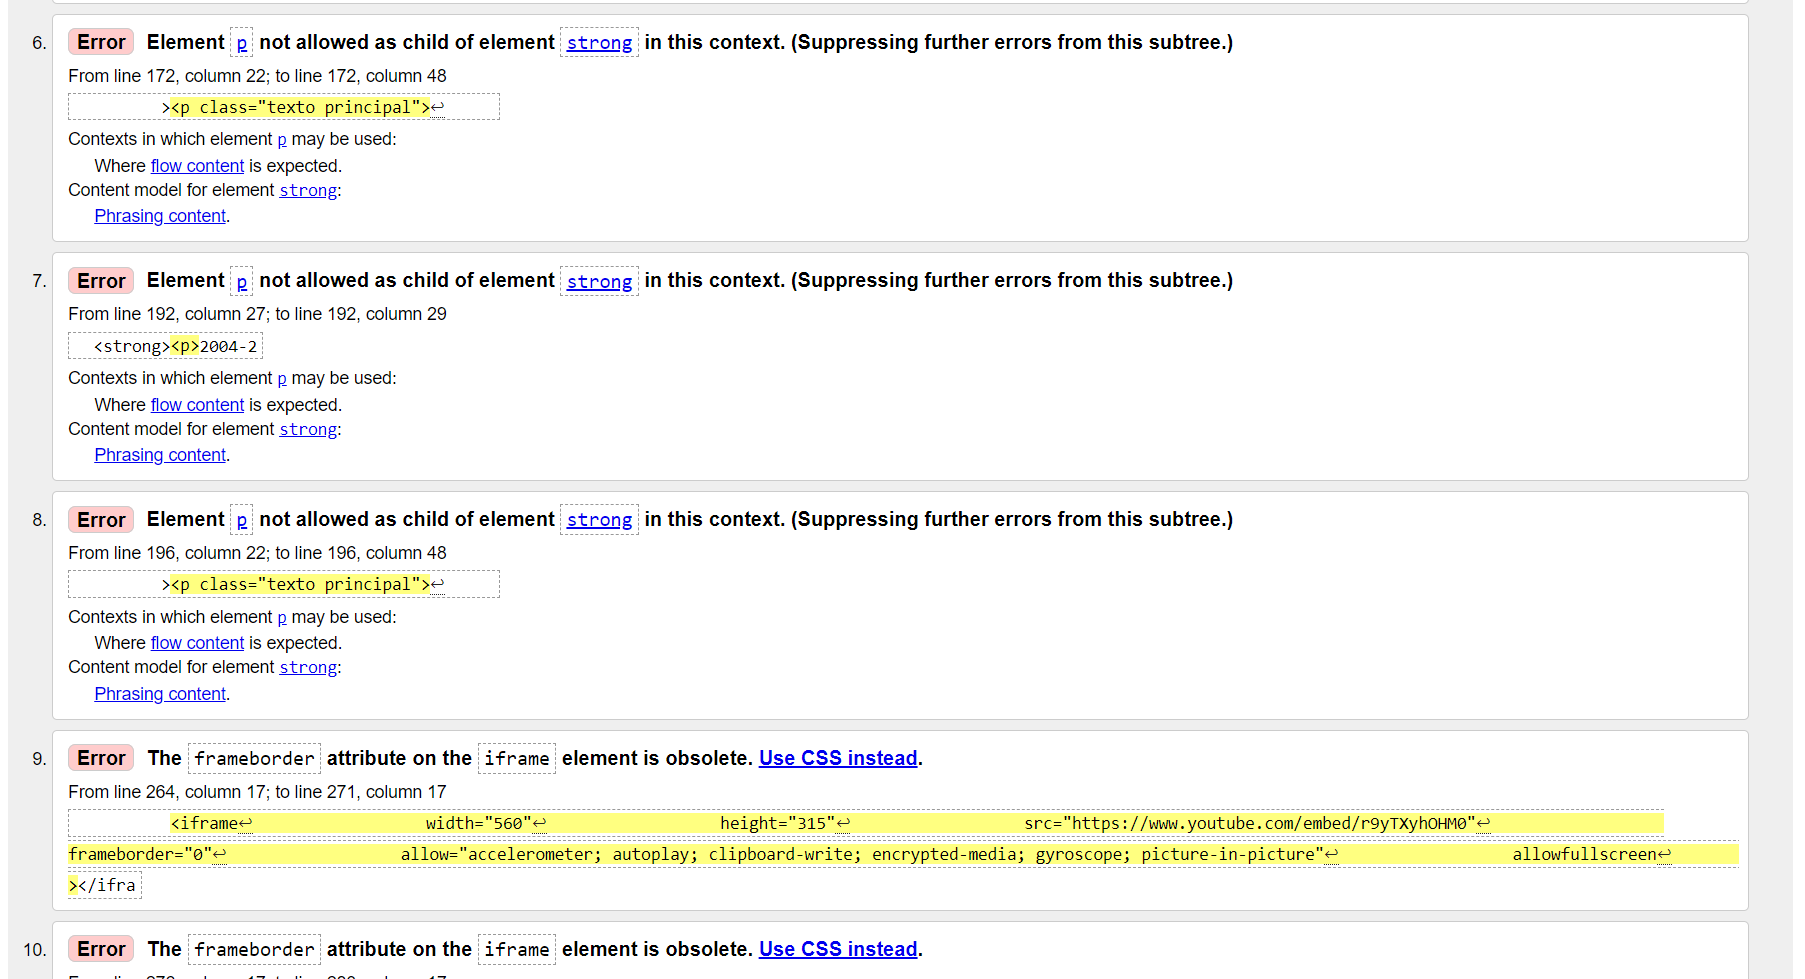 6. Error Element p not allowed as child of element strong in this context. (Suppressing further errors from this subtree.)
From line 172, column 22; to line 172, column 48
><p class="texto principal">↩
Contexts in which element p may be used:
Where flow content is expected.
Content model for element strong:
Phrasing content.
7. Error Element p not allowed as child of element strong in this context. (Suppressing further errors from this subtree.)
From line 192, column 27; to line 192, column 29
<strong><p>2004-2
Contexts in which element p may be used:
Where flow content is expected.
Content model for element strong:
Phrasing content.
8. Error Element p not allowed as child of element strong in this context. (Suppressing further errors from this subtree.)
From line 196, column 22; to line 196, column 48
><p class="texto principal">↩
Contexts in which element p may be used:
Where flow content is expected.
Content model for element strong:
Phrasing content.
9. Error The frameborder attribute on the iframe element is obsolete. Use CSS instead.
From line 264, column 17; to line 271, column 17
<iframe↩ width="560"↩ height="315"↩ src="https://www.youtube.com/embed/r9yTXyhOHM0"↩
frameborder="0"↩ allow="accelerometer; autoplay; clipboard-write; encrypted-media; gyroscope; picture-in-picture"↩ allowfullscreen↩
></ifra
10. Error The frameborder attribute on the iframe element is obsolete. Use CSS instead.